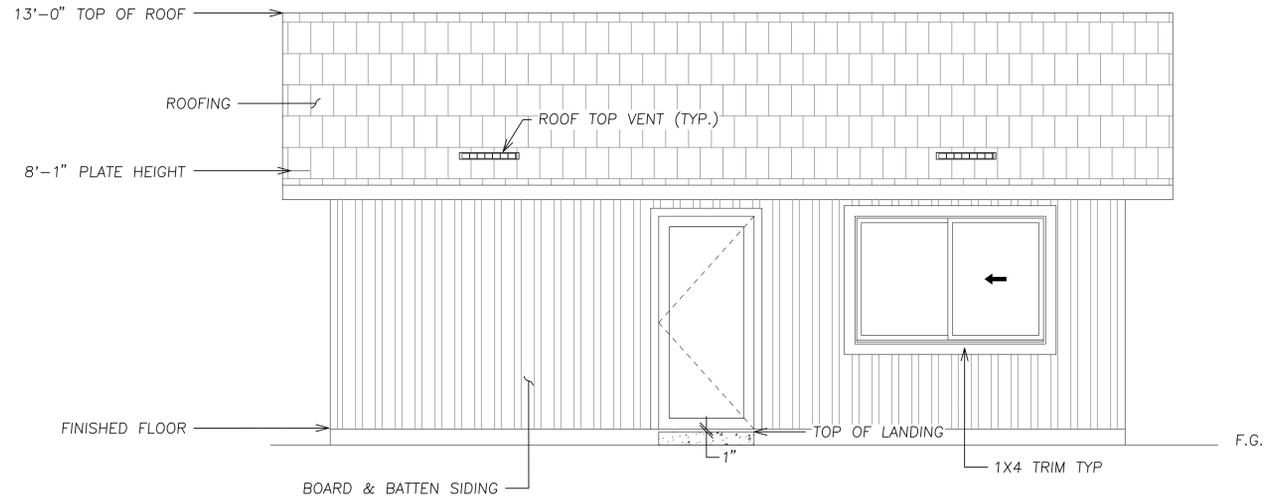 13'-0" TOP OF ROOF
ROOFING
ROOF TOP VENT (TYP.)
8'-1" PLATE HEIGHT
FINISHED FLOOR
TOP OF LANDING
F.G.
1"
1X4 TRIM TYP
BOARD & BATTEN SIDING